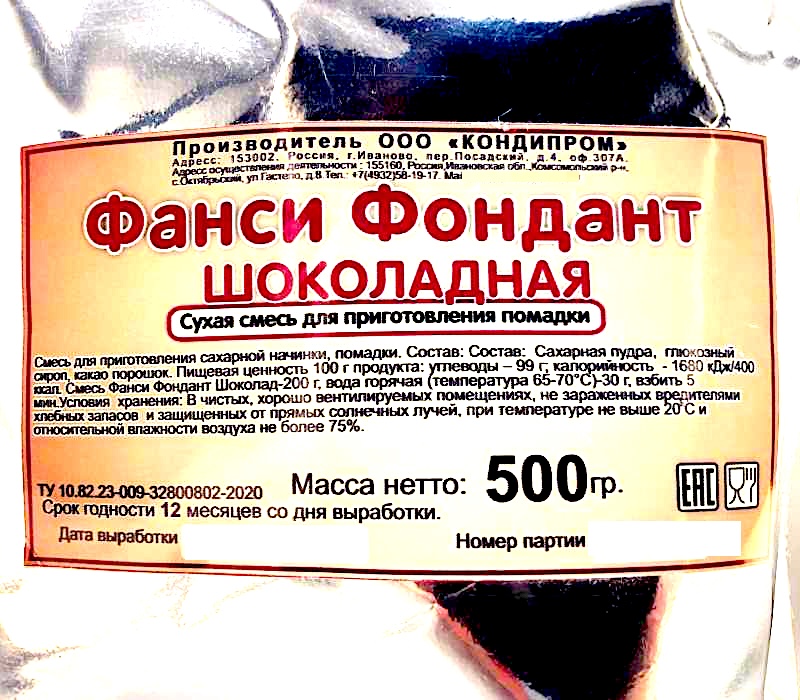 Производитель ООО «КОНДИПРОМ»
Адрес: 153002, Россия, г.Иваново, пер.Посадский, д.4, оф.307А.
Адрес осуществления деятельности : 155160, Россия,Ивановская обл.,Комсомольский р-н,
с.Октябрьский, ул Гастелло, д.8 Тел.: +7(4932)58-19-17. Mai
Фанси Фондант
ШОКОЛАДНАЯ
Сухая смесь для приготовления помадки
Смесь для приготовления сахарной начинки, помадки. Состав: Состав: Сахарная пудра, глюкозный
сироп, какао порошок. Пищевая ценность 100 г продукта: углеводы – 99 г, калорийность - 1680 кДж/400
ккал. Смесь Фанси Фондант Шоколад-200 г, вода горячая (температура 65-70°С)-30 г, взбить 5
мин.Условия хранения: В чистых, хорошо вентилируемых помещениях, не зараженных вредителями
хлебных запасов и защищенных от прямых солнечных лучей, при температуре не выше 20°С и
относительной влажности воздуха не более 75%.
ТУ 10.82.23-009-32800802-2020 Масса нетто: 500гр. EAC
Срок годности 12 месяцев со дня выработки.
Дата выработки Номер партии